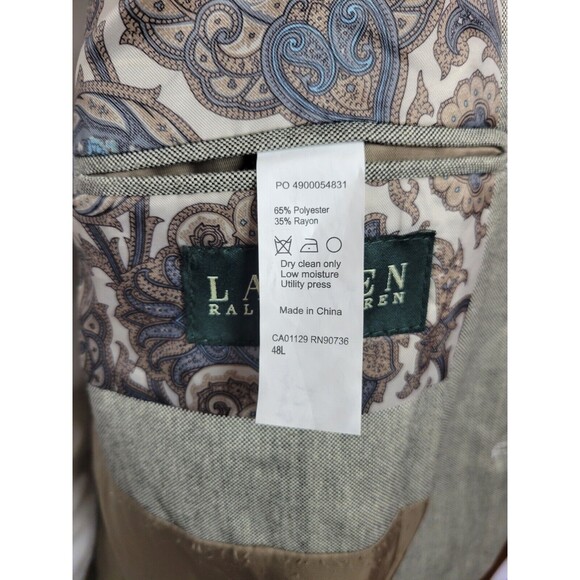 PO 4900054831
65% Polyester
35% Rayon
Dry clean only
Low moisture
Utility press
Made in China
CA01129 RN90736
48L